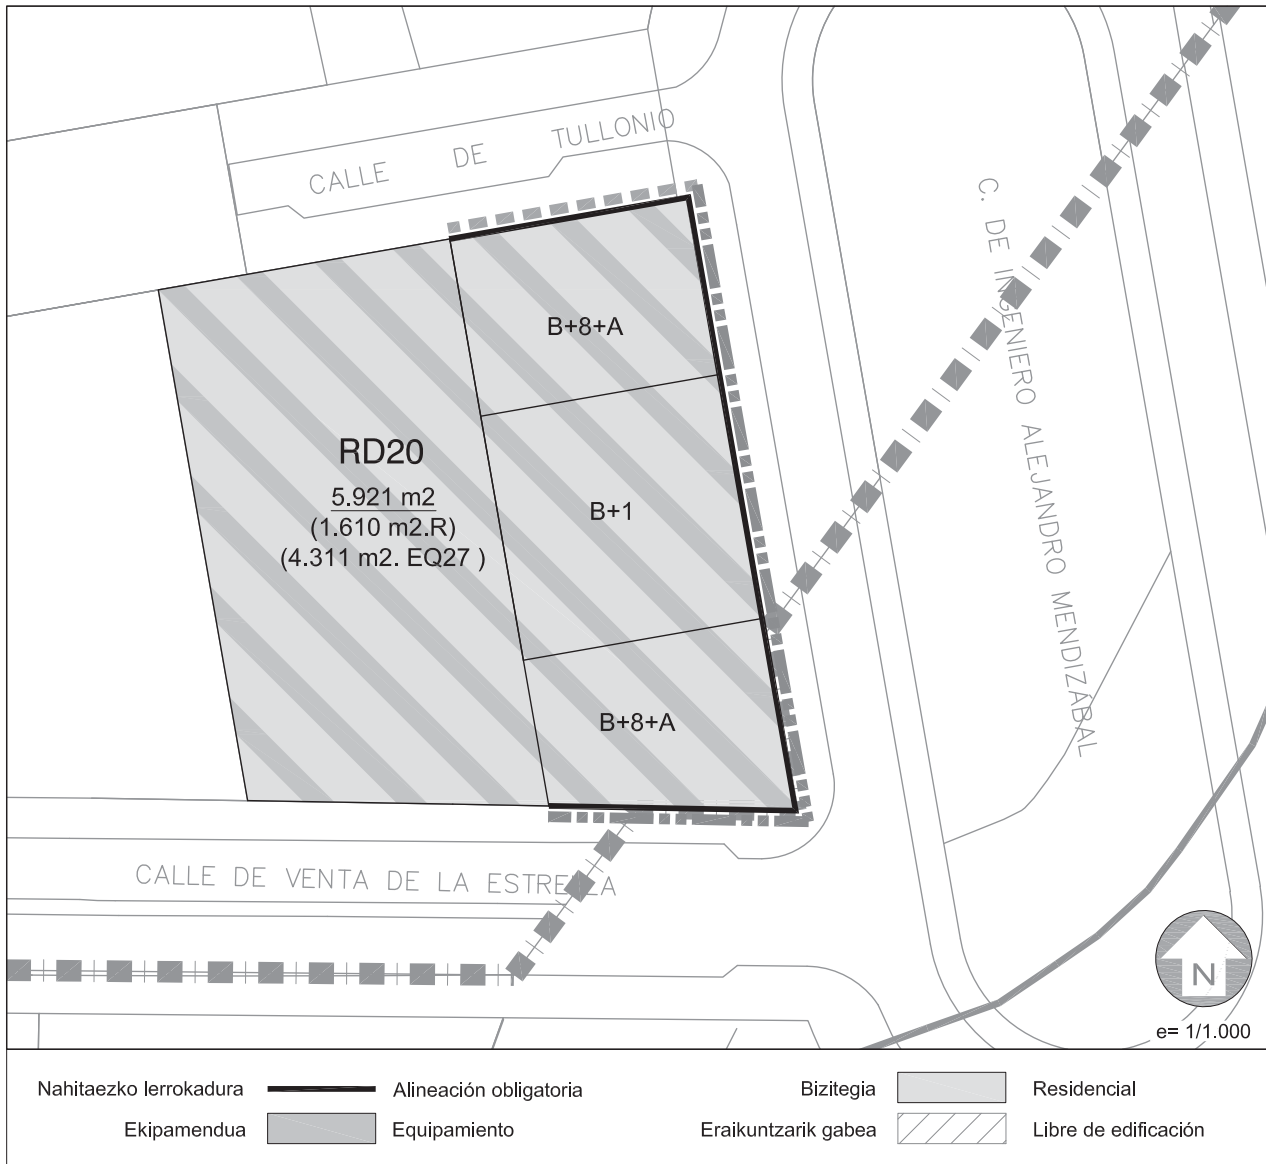 CALLE DE TULLONIO
C. DE INGENIERO ALEJANDRO MENDIZÁBAL
B+8+A
RD20
5.921 m2
(1.610 m2.R)
(4.311 m2. EQ27 )
B+1
B+8+A
CALLE DE VENTA DE LA ESTRELLA
N
e= 1/1.000
Nahitaezko lerrokadura Alineación obligatoria Bizitegia Residencial
Ekipamendua Equipamiento Eraikuntzarik gabea Libre de edificación